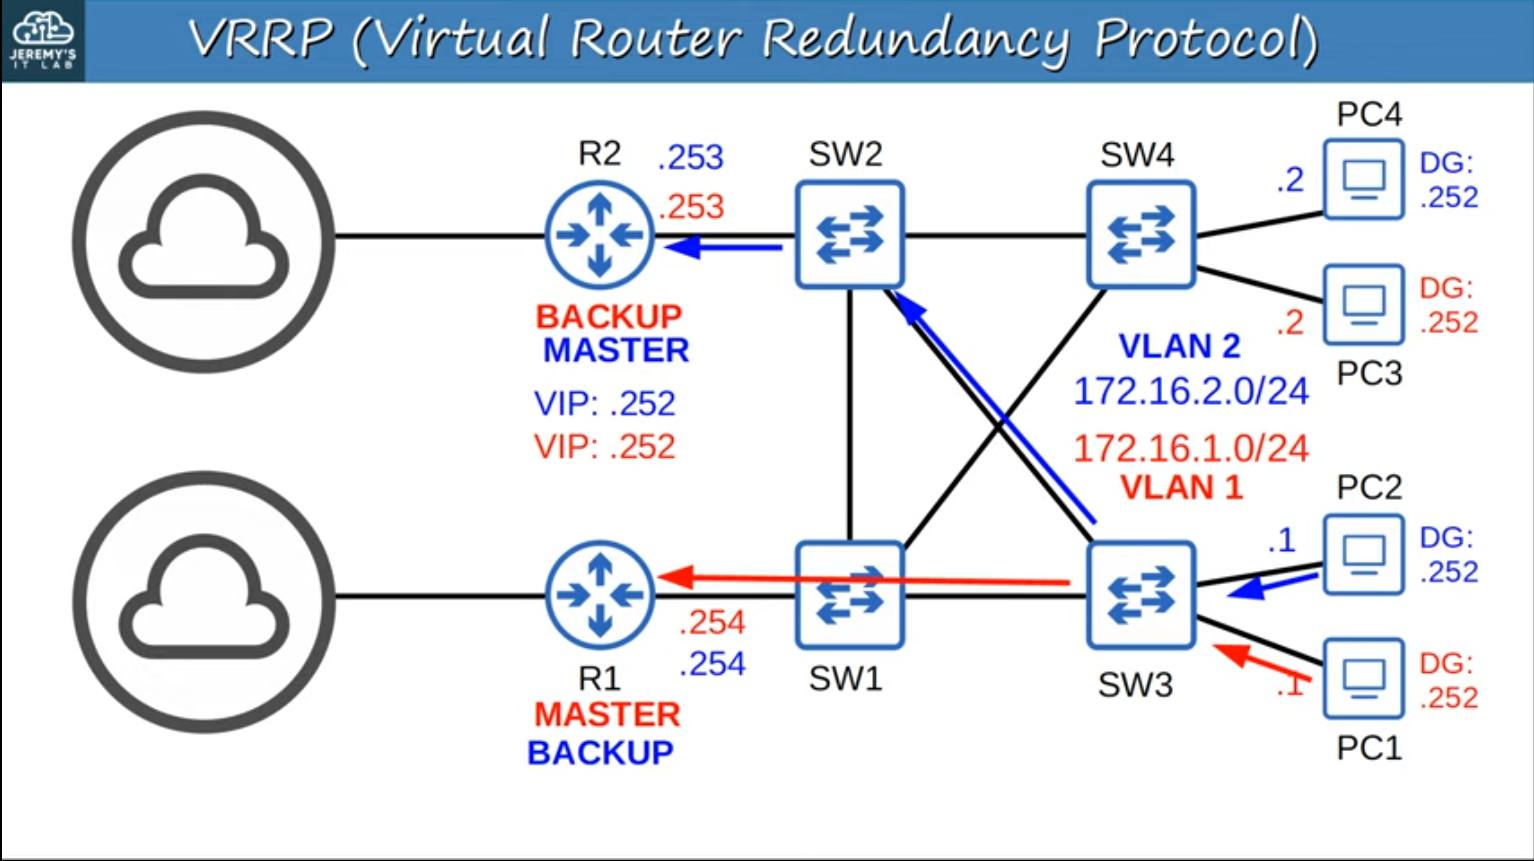 JEREMY'S
IT LAB
VRRP (Virtual Router Redundancy Protocol)
R2
.253
.253
SW2
SW4
PC4
.2
DG:
.252
BACKUP
MASTER
VIP: .252
VIP: .252
VLAN 2
172.16.2.0/24
172.16.1.0/24
VLAN 1
.2
DG:
.252
PC3
PC2
.1
DG:
.252
.254
.254
R1
MASTER
BACKUP
SW1
SW3
.1
DG:
.252
PC1